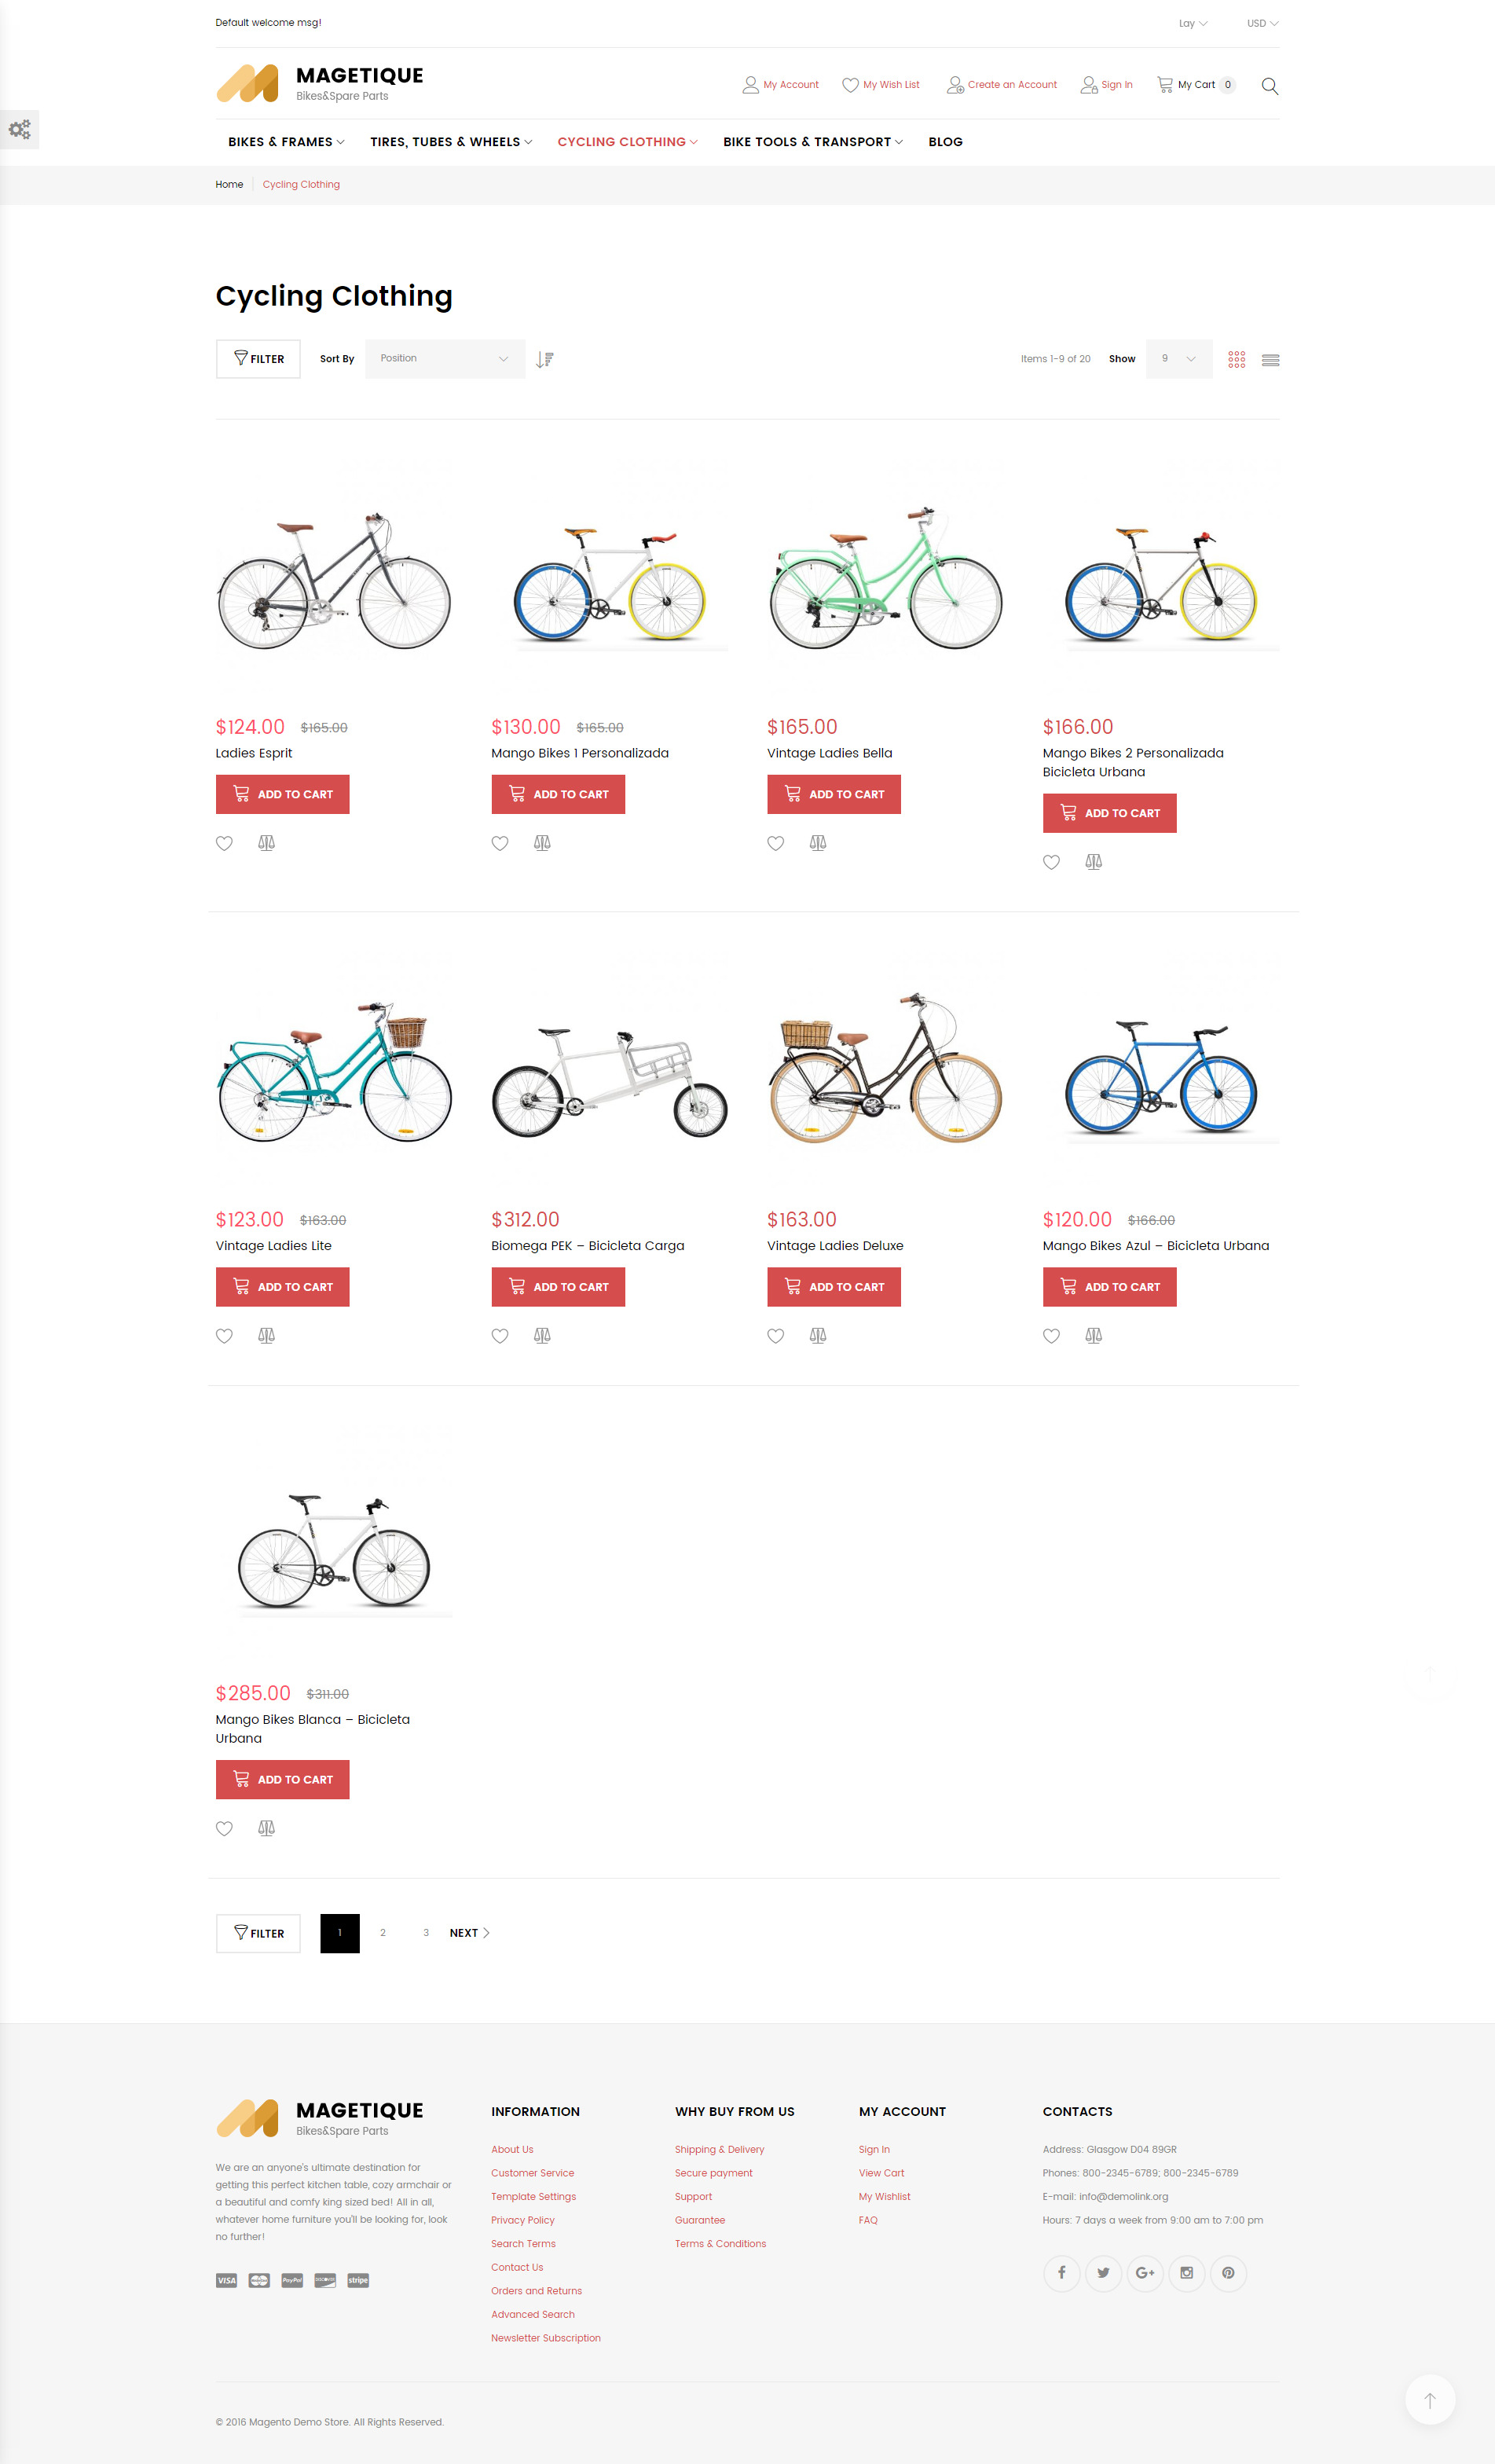 Default welcome msg!
Lay
USD
MAGETIQUE
Bikes&Spare Parts
My Account
My Wish List
Create an Account
Sign In
My Cart 0
BIKES & FRAMES
TIRES, TUBES & WHEELS
CYCLING CLOTHING
BIKE TOOLS & TRANSPORT
BLOG
Home
Cycling Clothing
Cycling Clothing
FILTER
Sort By
Position
Items 1-9 of 20
Show
9
$124.00 $165.00
Ladies Esprit
ADD TO CART
$130.00 $165.00
Mango Bikes 1 Personalizada
ADD TO CART
$165.00
Vintage Ladies Bella
ADD TO CART
$166.00
Mango Bikes 2 Personalizada
Bicicleta Urbana
ADD TO CART
$123.00 $163.00
Vintage Ladies Lite
ADD TO CART
$312.00
Biomega PEK – Bicicleta Carga
ADD TO CART
$163.00
Vintage Ladies Deluxe
ADD TO CART
$120.00 $166.00
Mango Bikes Azul – Bicicleta Urbana
ADD TO CART
$285.00 $311.00
Mango Bikes Blanca – Bicicleta
Urbana
ADD TO CART
FILTER
1
2
3
NEXT
MAGETIQUE
Bikes&Spare Parts
We are an anyone's ultimate destination for
getting this perfect kitchen table, cozy armchair or
a beautiful and comfy king sized bed! All in all,
whatever home furniture you'll be looking for, look
no further!
VISA
PayPal
stripe
INFORMATION
About Us
Customer Service
Template Settings
Privacy Policy
Search Terms
Contact Us
Orders and Returns
Advanced Search
Newsletter Subscription
WHY BUY FROM US
Shipping & Delivery
Secure payment
Support
Guarantee
Terms & Conditions
MY ACCOUNT
Sign In
View Cart
My Wishlist
FAQ
CONTACTS
Address: Glasgow D04 89GR
Phones: 800-2345-6789; 800-2345-6789
E-mail: info@demolink.org
Hours: 7 days a week from 9:00 am to 7:00 pm
© 2016 Magento Demo Store. All Rights Reserved.